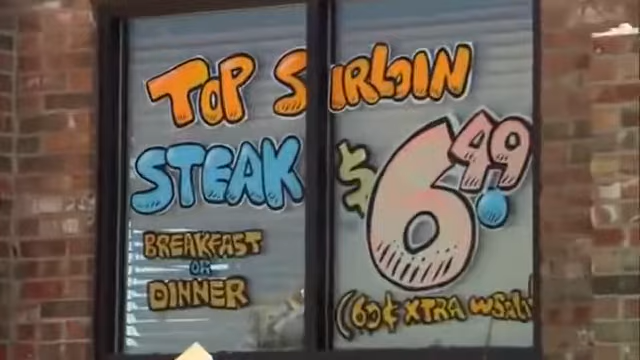 TOP SIRLOIN
STEAK
BREAKFAST
OR
DINNER
$6.49
(60¢ XTRA W/SALAD